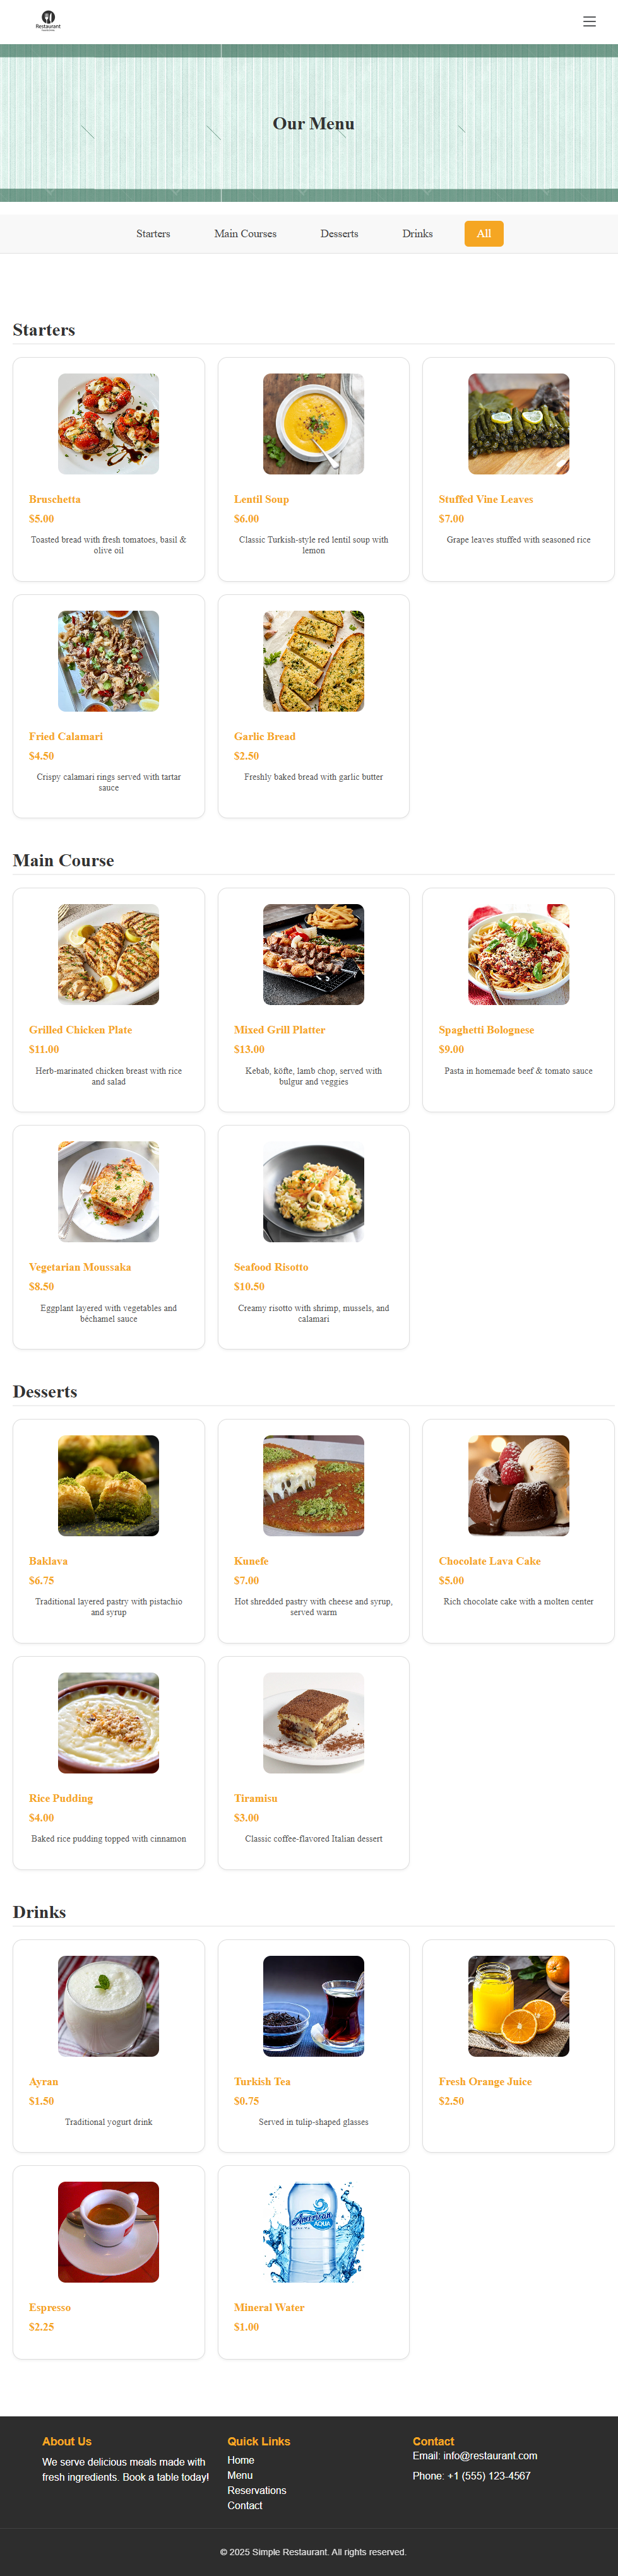 Restaurant
Our Menu
Starters
Main Courses
Desserts
Drinks
All
Starters
Bruschetta
$5.00
Toasted bread with fresh tomatoes, basil &
olive oil
Lentil Soup
$6.00
Classic Turkish-style red lentil soup with
lemon
Stuffed Vine Leaves
$7.00
Grape leaves stuffed with seasoned rice
Fried Calamari
$4.50
Crispy calamari rings served with tartar
sauce
Garlic Bread
$2.50
Freshly baked bread with garlic butter
Main Course
Grilled Chicken Plate
$11.00
Herb-marinated chicken breast with rice
and salad
Mixed Grill Platter
$13.00
Kebab, köfte, lamb chop, served with
bulgur and veggies
Spaghetti Bolognese
$9.00
Pasta in homemade beef & tomato sauce
Vegetarian Moussaka
$8.50
Eggplant layered with vegetables and
béchamel sauce
Seafood Risotto
$10.50
Creamy risotto with shrimp, mussels, and
calamari
Desserts
Baklava
$6.75
Traditional layered pastry with pistachio
and syrup
Kunefe
$7.00
Hot shredded pastry with cheese and syrup,
served warm
Chocolate Lava Cake
$5.00
Rich chocolate cake with a molten center
Rice Pudding
$4.00
Baked rice pudding topped with cinnamon
Tiramisu
$3.00
Classic coffee-flavored Italian dessert
Drinks
Ayran
$1.50
Traditional yogurt drink
Turkish Tea
$0.75
Served in tulip-shaped glasses
Fresh Orange Juice
$2.50
Espresso
$2.25
American
AQUA
Mineral Water
$1.00
About Us
We serve delicious meals made with
fresh ingredients. Book a table today!
Quick Links
Home
Menu
Reservations
Contact
Contact
Email: info@restaurant.com
Phone: +1 (555) 123-4567
© 2025 Simple Restaurant. All rights reserved.